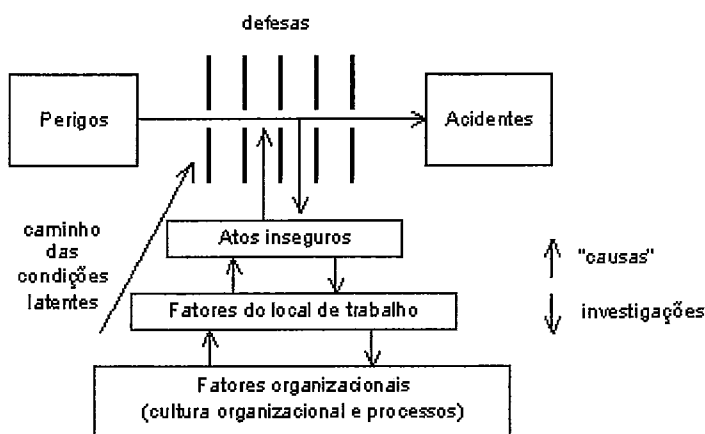 defesas
Perigos
Acidentes
caminho
das
condições
latentes
Atos inseguros
Fatores do local de trabalho
Fatores organizacionais
(cultura organizacional e processos)
"causas"
investigações